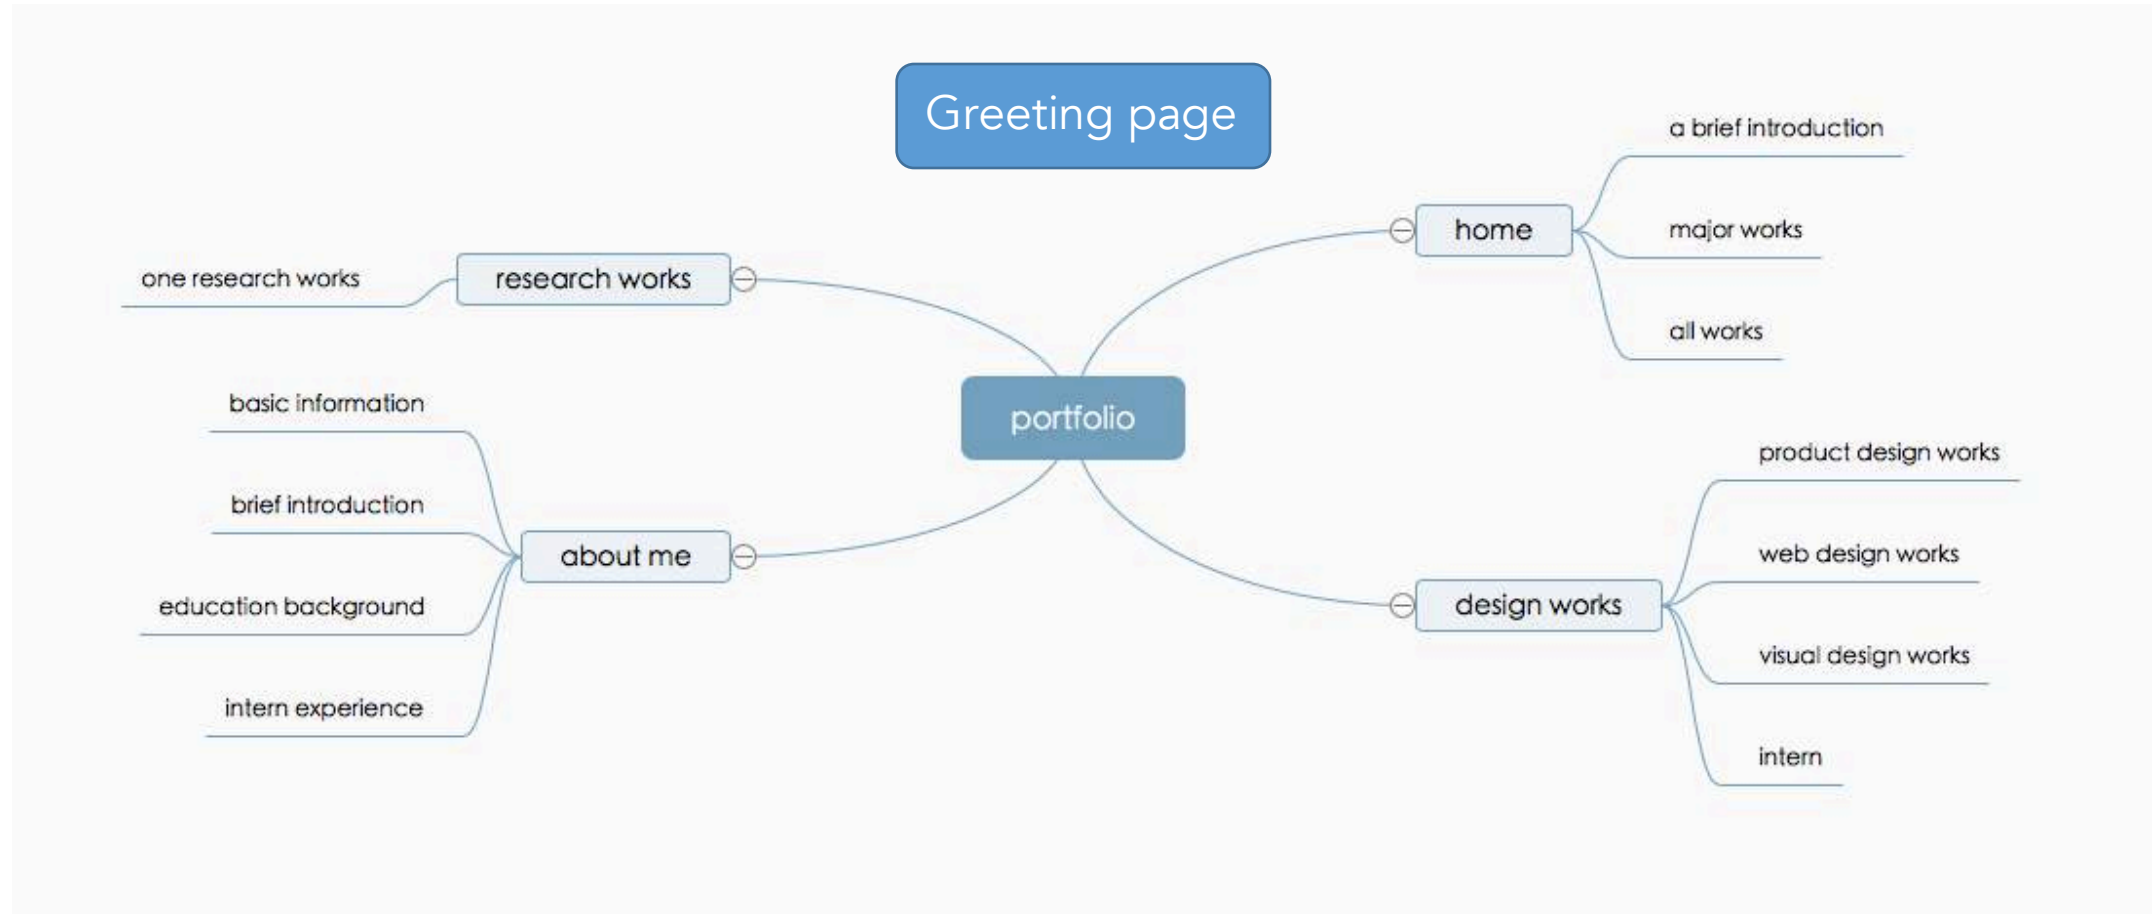 Greeting page
portfolio
home
a brief introduction
major works
all works
design works
product design works
web design works
visual design works
intern
research works
one research works
about me
basic information
brief introduction
education background
intern experience